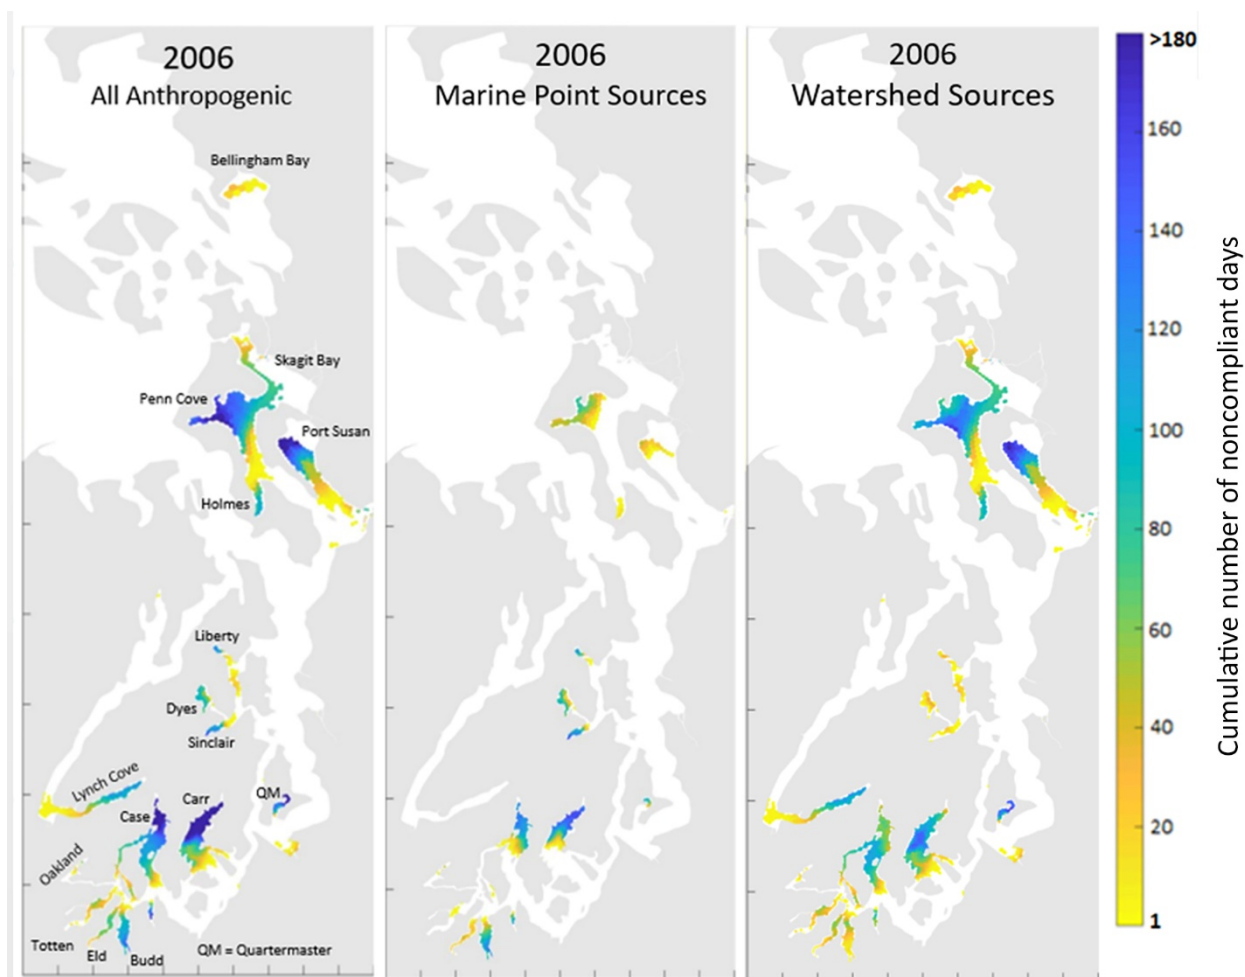 2006
All Anthropogenic
2006
Marine Point Sources
2006
Watershed Sources
Bellingham Bay
Skagit Bay
Penn Cove
Port Susan
Holmes
Liberty
Dyes
Sinclair
Lynch Cove
Case
Carr
QM
Oakland
Totten
Eld
Budd
QM = Quartermaster
>180
160
140
120
100
80
60
40
20
1
Cumulative number of noncompliant days